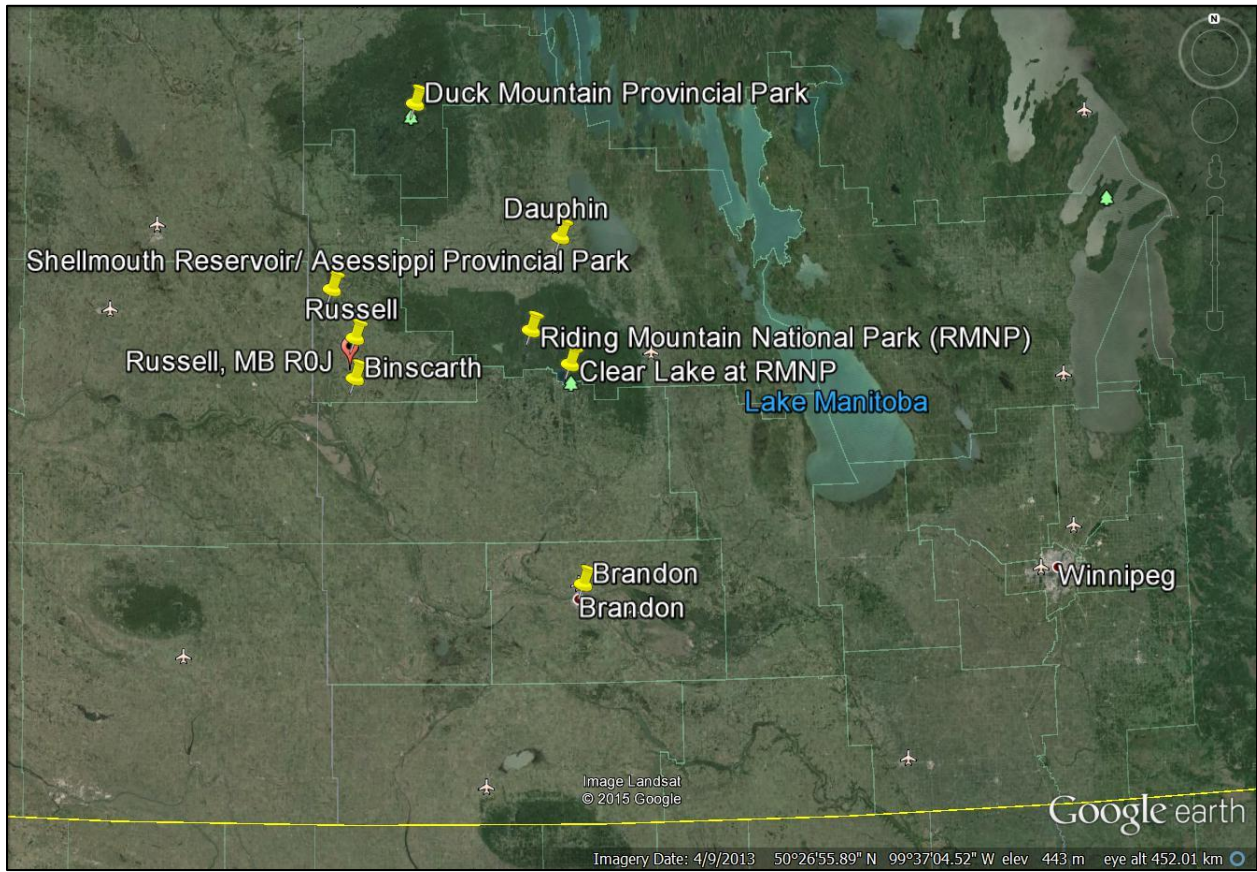 N
Duck Mountain Provincial Park
Dauphin
Shellmouth Reservoir/ Asessippi Provincial Park
Russell
Riding Mountain National Park (RMNP)
Russell, MB R0J
Binscarth
Clear Lake at RMNP
Lake Manitoba
Brandon
Brandon
Winnipeg
Image Landsat
© 2015 Google
Google earth
Imagery Date: 4/9/2013 50°26'55.89" N 99°37'04.52" W elev 443 m eye alt 452.01 km